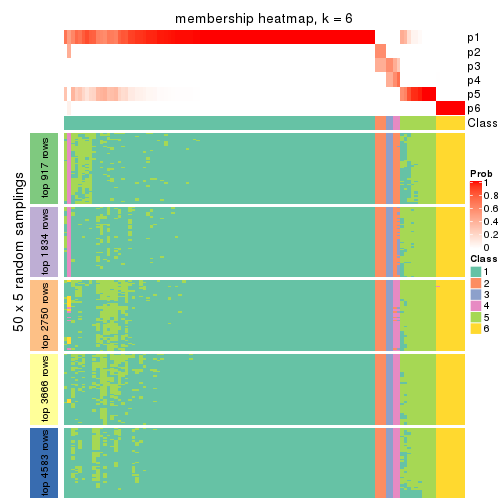 membership heatmap, k = 6
p1
p2
p3
p4
p5
p6
Class
50 x 5 random samplings
top 917 rows
top 1834 rows
top 2750 rows
top 3666 rows
top 4583 rows
Prob
1
0.8
0.6
0.4
0.2
0
Class
1
2
3
4
5
6